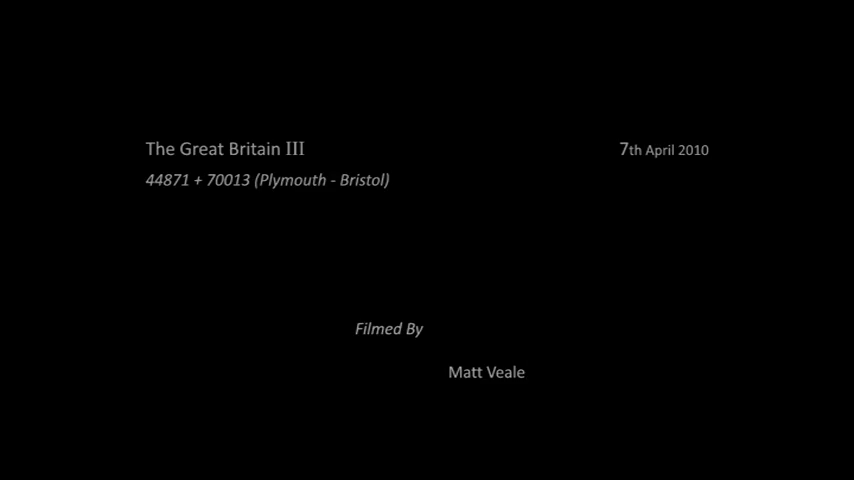 The Great Britain III
7th April 2010
44871 + 70013 (Plymouth - Bristol)
Filmed By
Matt Veale